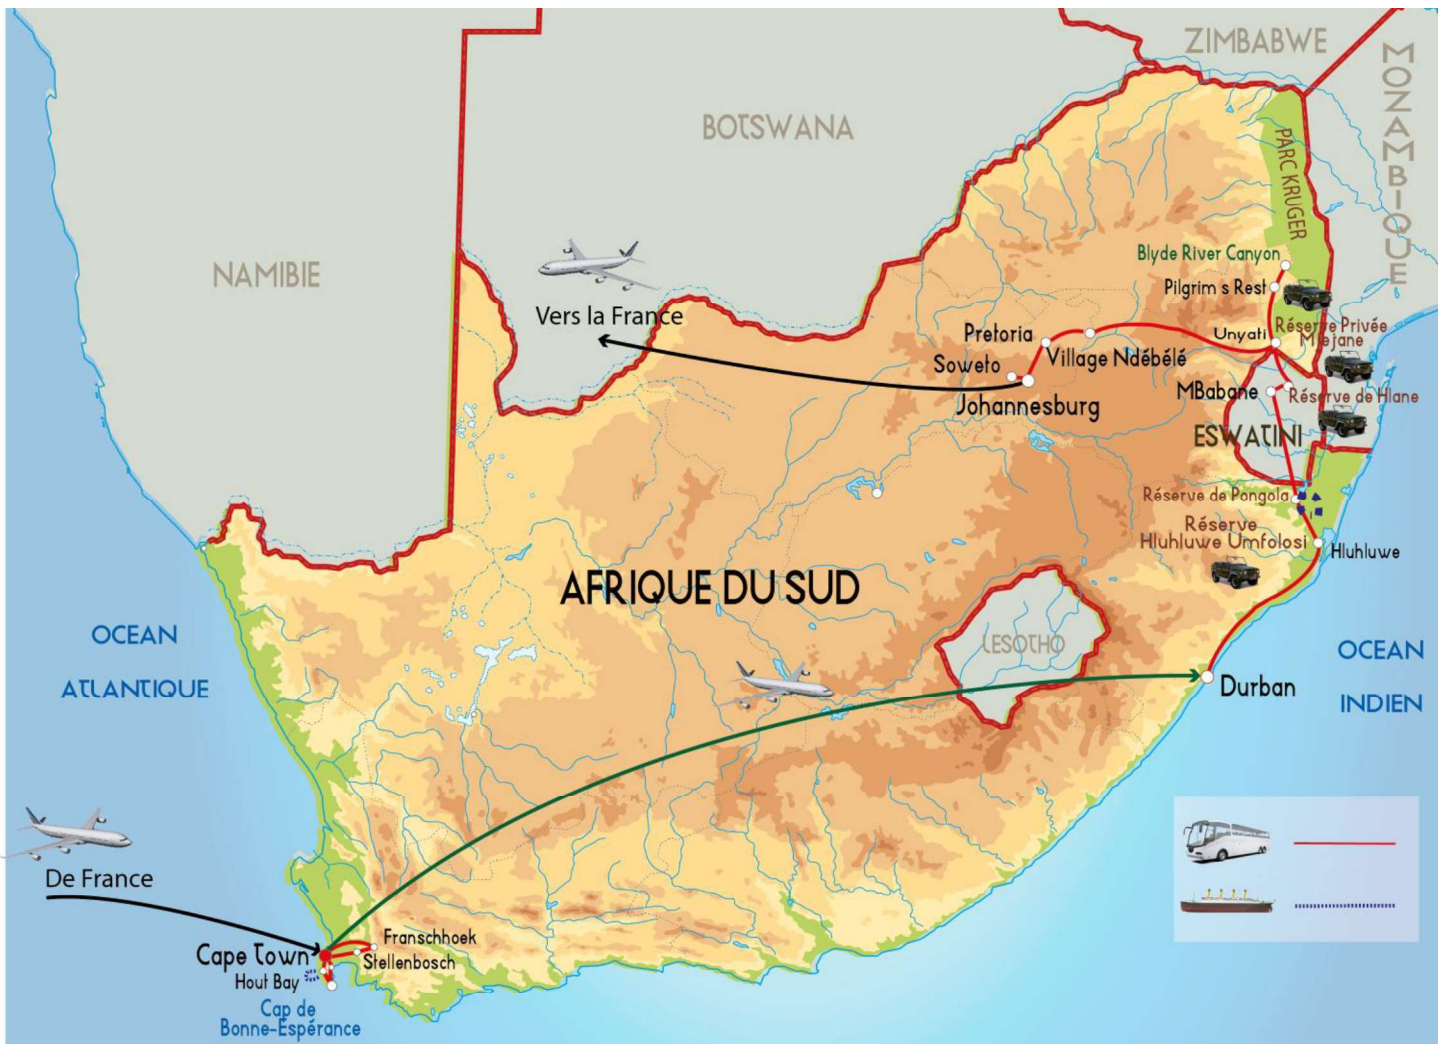 ZIMBABWE
MOZAMBIQUE
BOTSWANA
PARC KRUGER
NAMIBIE
Blyde River Canyon
Pilgrim s Rest
Vers la France
Pretoria
Unyati
Réserve Privée
Mlejane
Soweto
Village Ndébélé
Johannesburg
MBabane
Réserve de Hlane
ESWATINI
Réserve de Pongola
Réserve
Hluhluwe Umfolosi
Hluhluwe
AFRIQUE DU SUD
LESOTHO
OCEAN
ATLANTIQUE
OCEAN
INDIEN
Durban
De France
Cape Town
Franschhoek
Stellenbosch
Hout Bay
Cap de
Bonne-Espérance